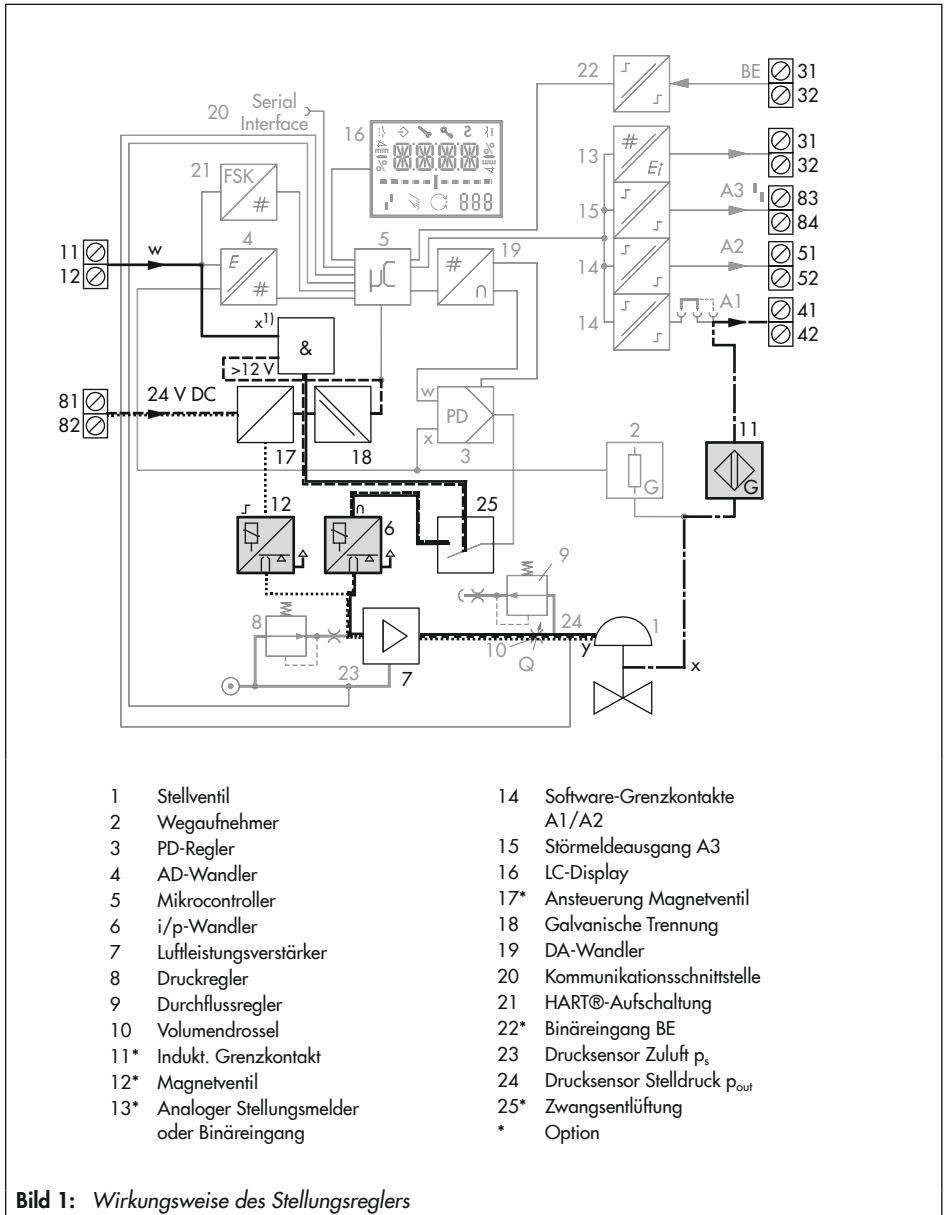 22
BE
31
32
20
Serial
Interface
16
888
13
#
Ei
31
32
21
FSK
#
15
A3
83
84
11
12
w
4
E
#
5
µC
19
#
∩
14
A2
51
52
x1)
&
>12 V
14
A1
41
42
81
82
24 V DC
17
18
w
x
PD
3
2
G
11
G
12
∩
6
25
9
8
23
7
10
Q
24
y
1
x
1 Stellventil
2 Wegaufnehmer
3 PD-Regler
4 AD-Wandler
5 Mikrocontroller
6 i/p-Wandler
7 Luftleistungsverstärker
8 Druckregler
9 Durchflussregler
10 Volumendrossel
11* Indukt. Grenzkontakt
12* Magnetventil
13* Analoger Stellungsmelder
oder Binäreingang
14 Software-Grenzkontakte
A1/A2
15 Störmeldeausgang A3
16 LC-Display
17* Ansteuerung Magnetventil
18 Galvanische Trennung
19 DA-Wandler
20 Kommunikationsschnittstelle
21 HART®-Aufschaltung
22* Binäreingang BE
23 Drucksensor Zuluft ps
24 Drucksensor Stelldruck pout
25* Zwangsentlüftung
* Option
Bild 1: Wirkungsweise des Stellungsreglers